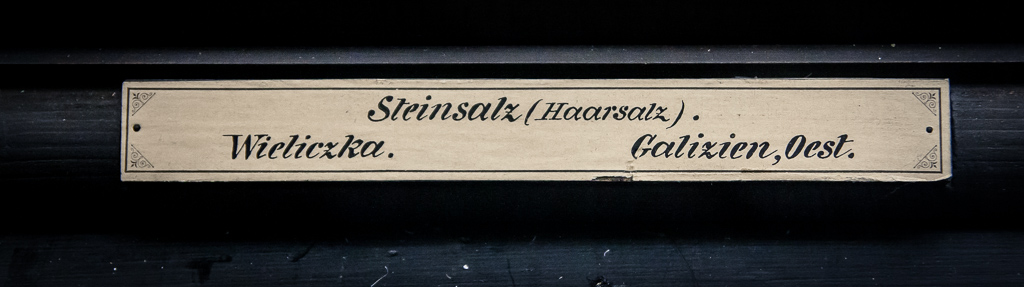 Steinsalz (Haarsalz).
Wieliczka. Galizien, Oest.